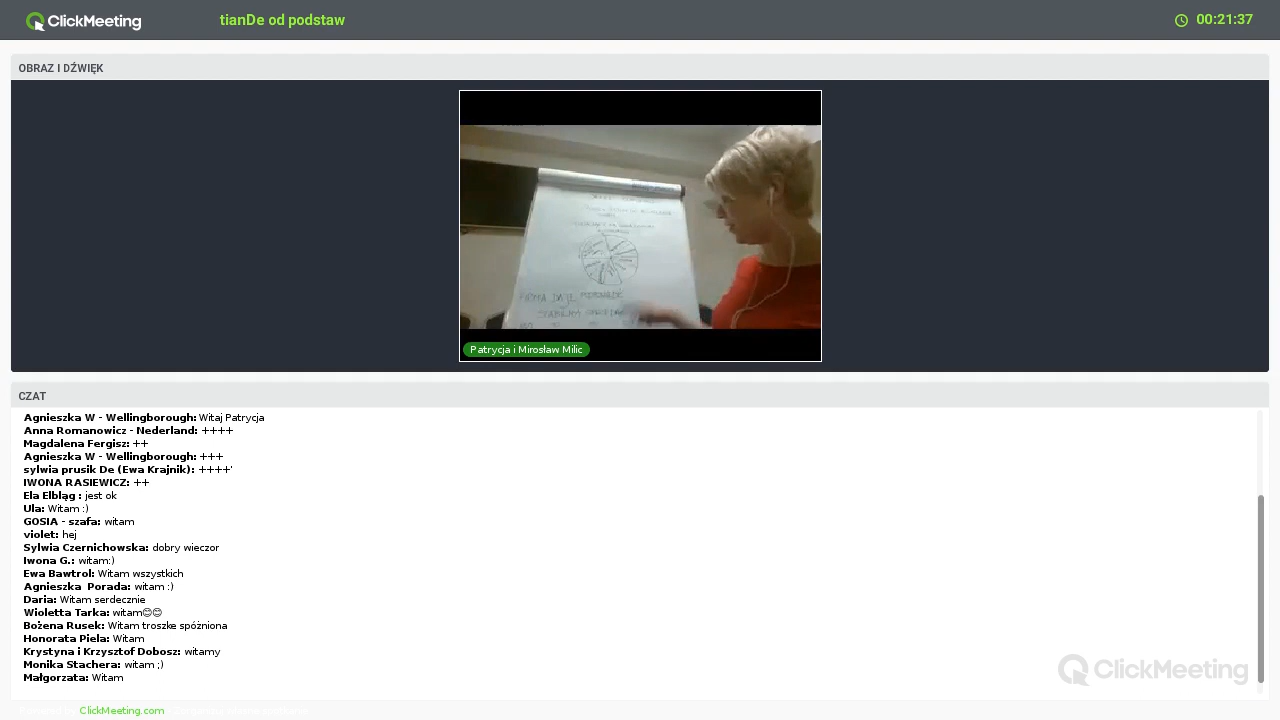 ClickMeeting
tianDe od podstaw
00:21:37
OBRAZ I DŹWIĘK
FIRMA DAJE
Patrycja i Mirosław Milic
CZAT
Agnieszka W - Wellingborough: Witaj Patrycja
Anna Romanowicz - Nederland: ++++
Magdalena Fergisz: ++
Agnieszka W - Wellingborough: +++
sylwia prusik De (Ewa Krajnik): ++++'
IWONA RASIEWICZ: ++
Ela Elbląg : jest ok
Ula: Witam :)
GOSIA - szafa: witam
violet: hej
Sylwia Czernichowska: dobry wieczor
Iwona G.: witam:)
Ewa Bawtrol: Witam wszystkich
Agnieszka Porada: witam :)
Daria: Witam serdecznie
Wioletta Tarka: witam😊😊
Bożena Rusek: Witam troszke spóżniona
Honorata Piela: Witam
Krystyna i Krzysztof Dobosz: witamy
Monika Stachera: witam ;)
Małgorzata: Witam
ClickMeeting
ClickMeeting.com